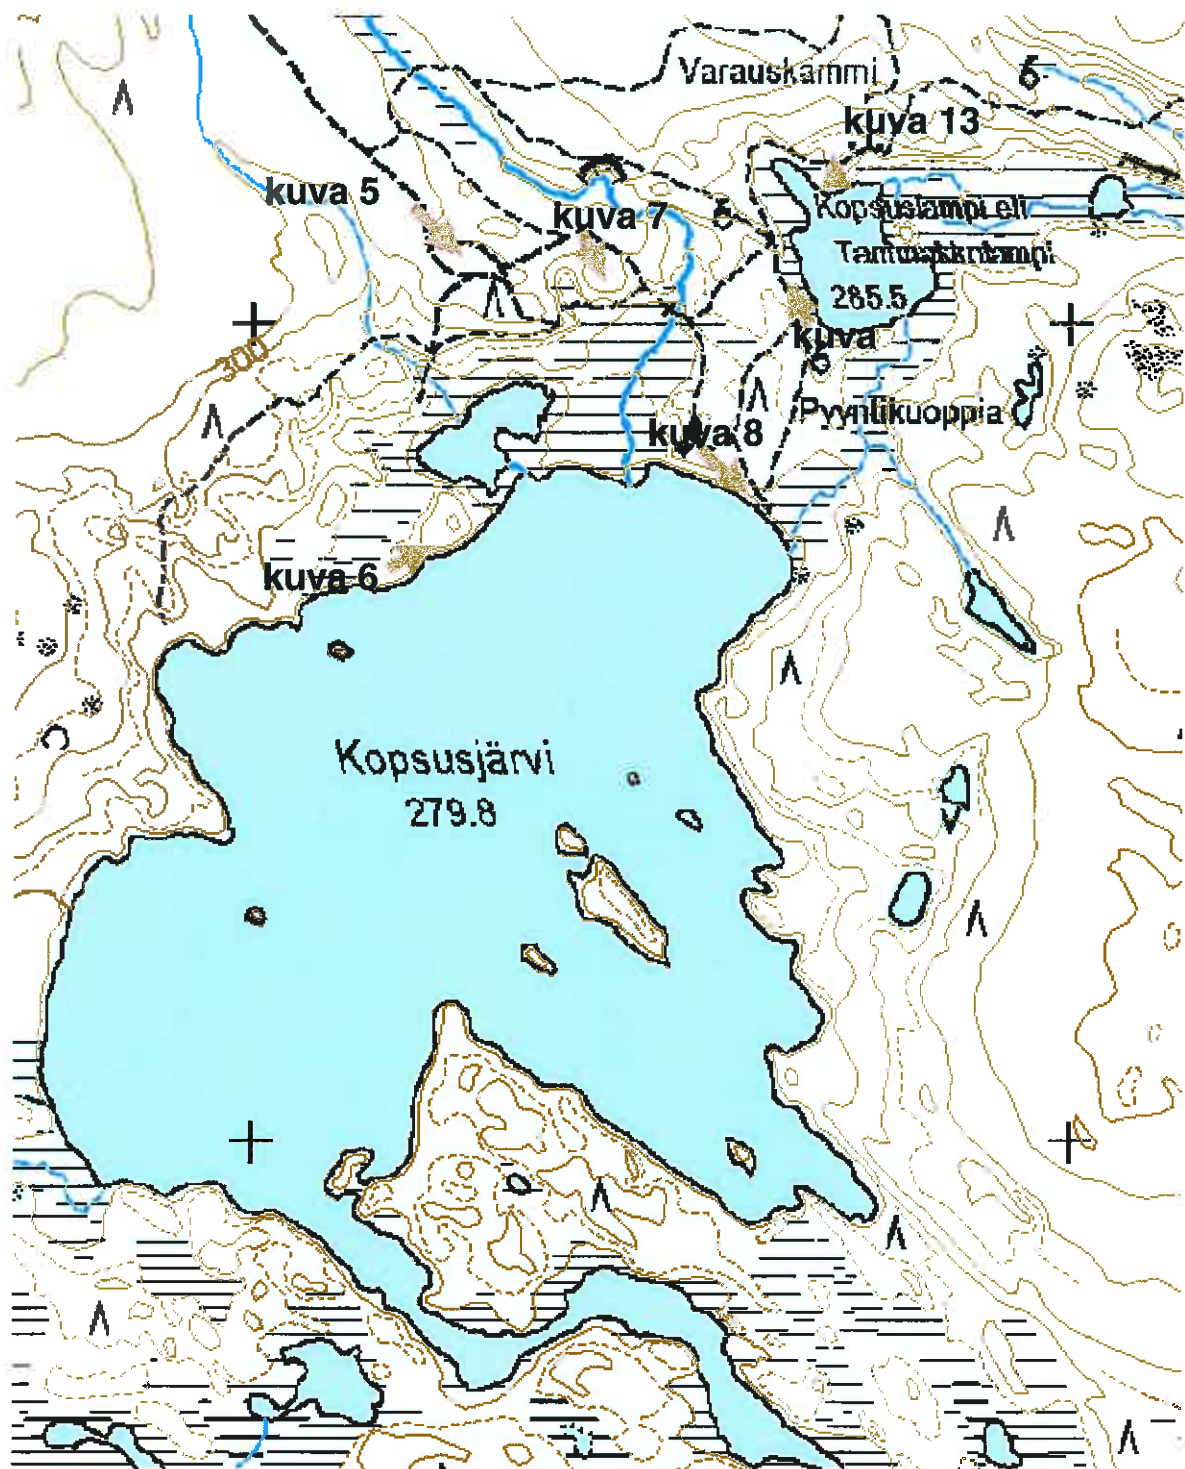 Varauskammi
kuva 13
kuva 5
kuva 7
Kopsuslampi eli
285.5
kuva
300
Pyyntikuoppia
kuva 8
kuva 6
Kopsusjärvi
279.8